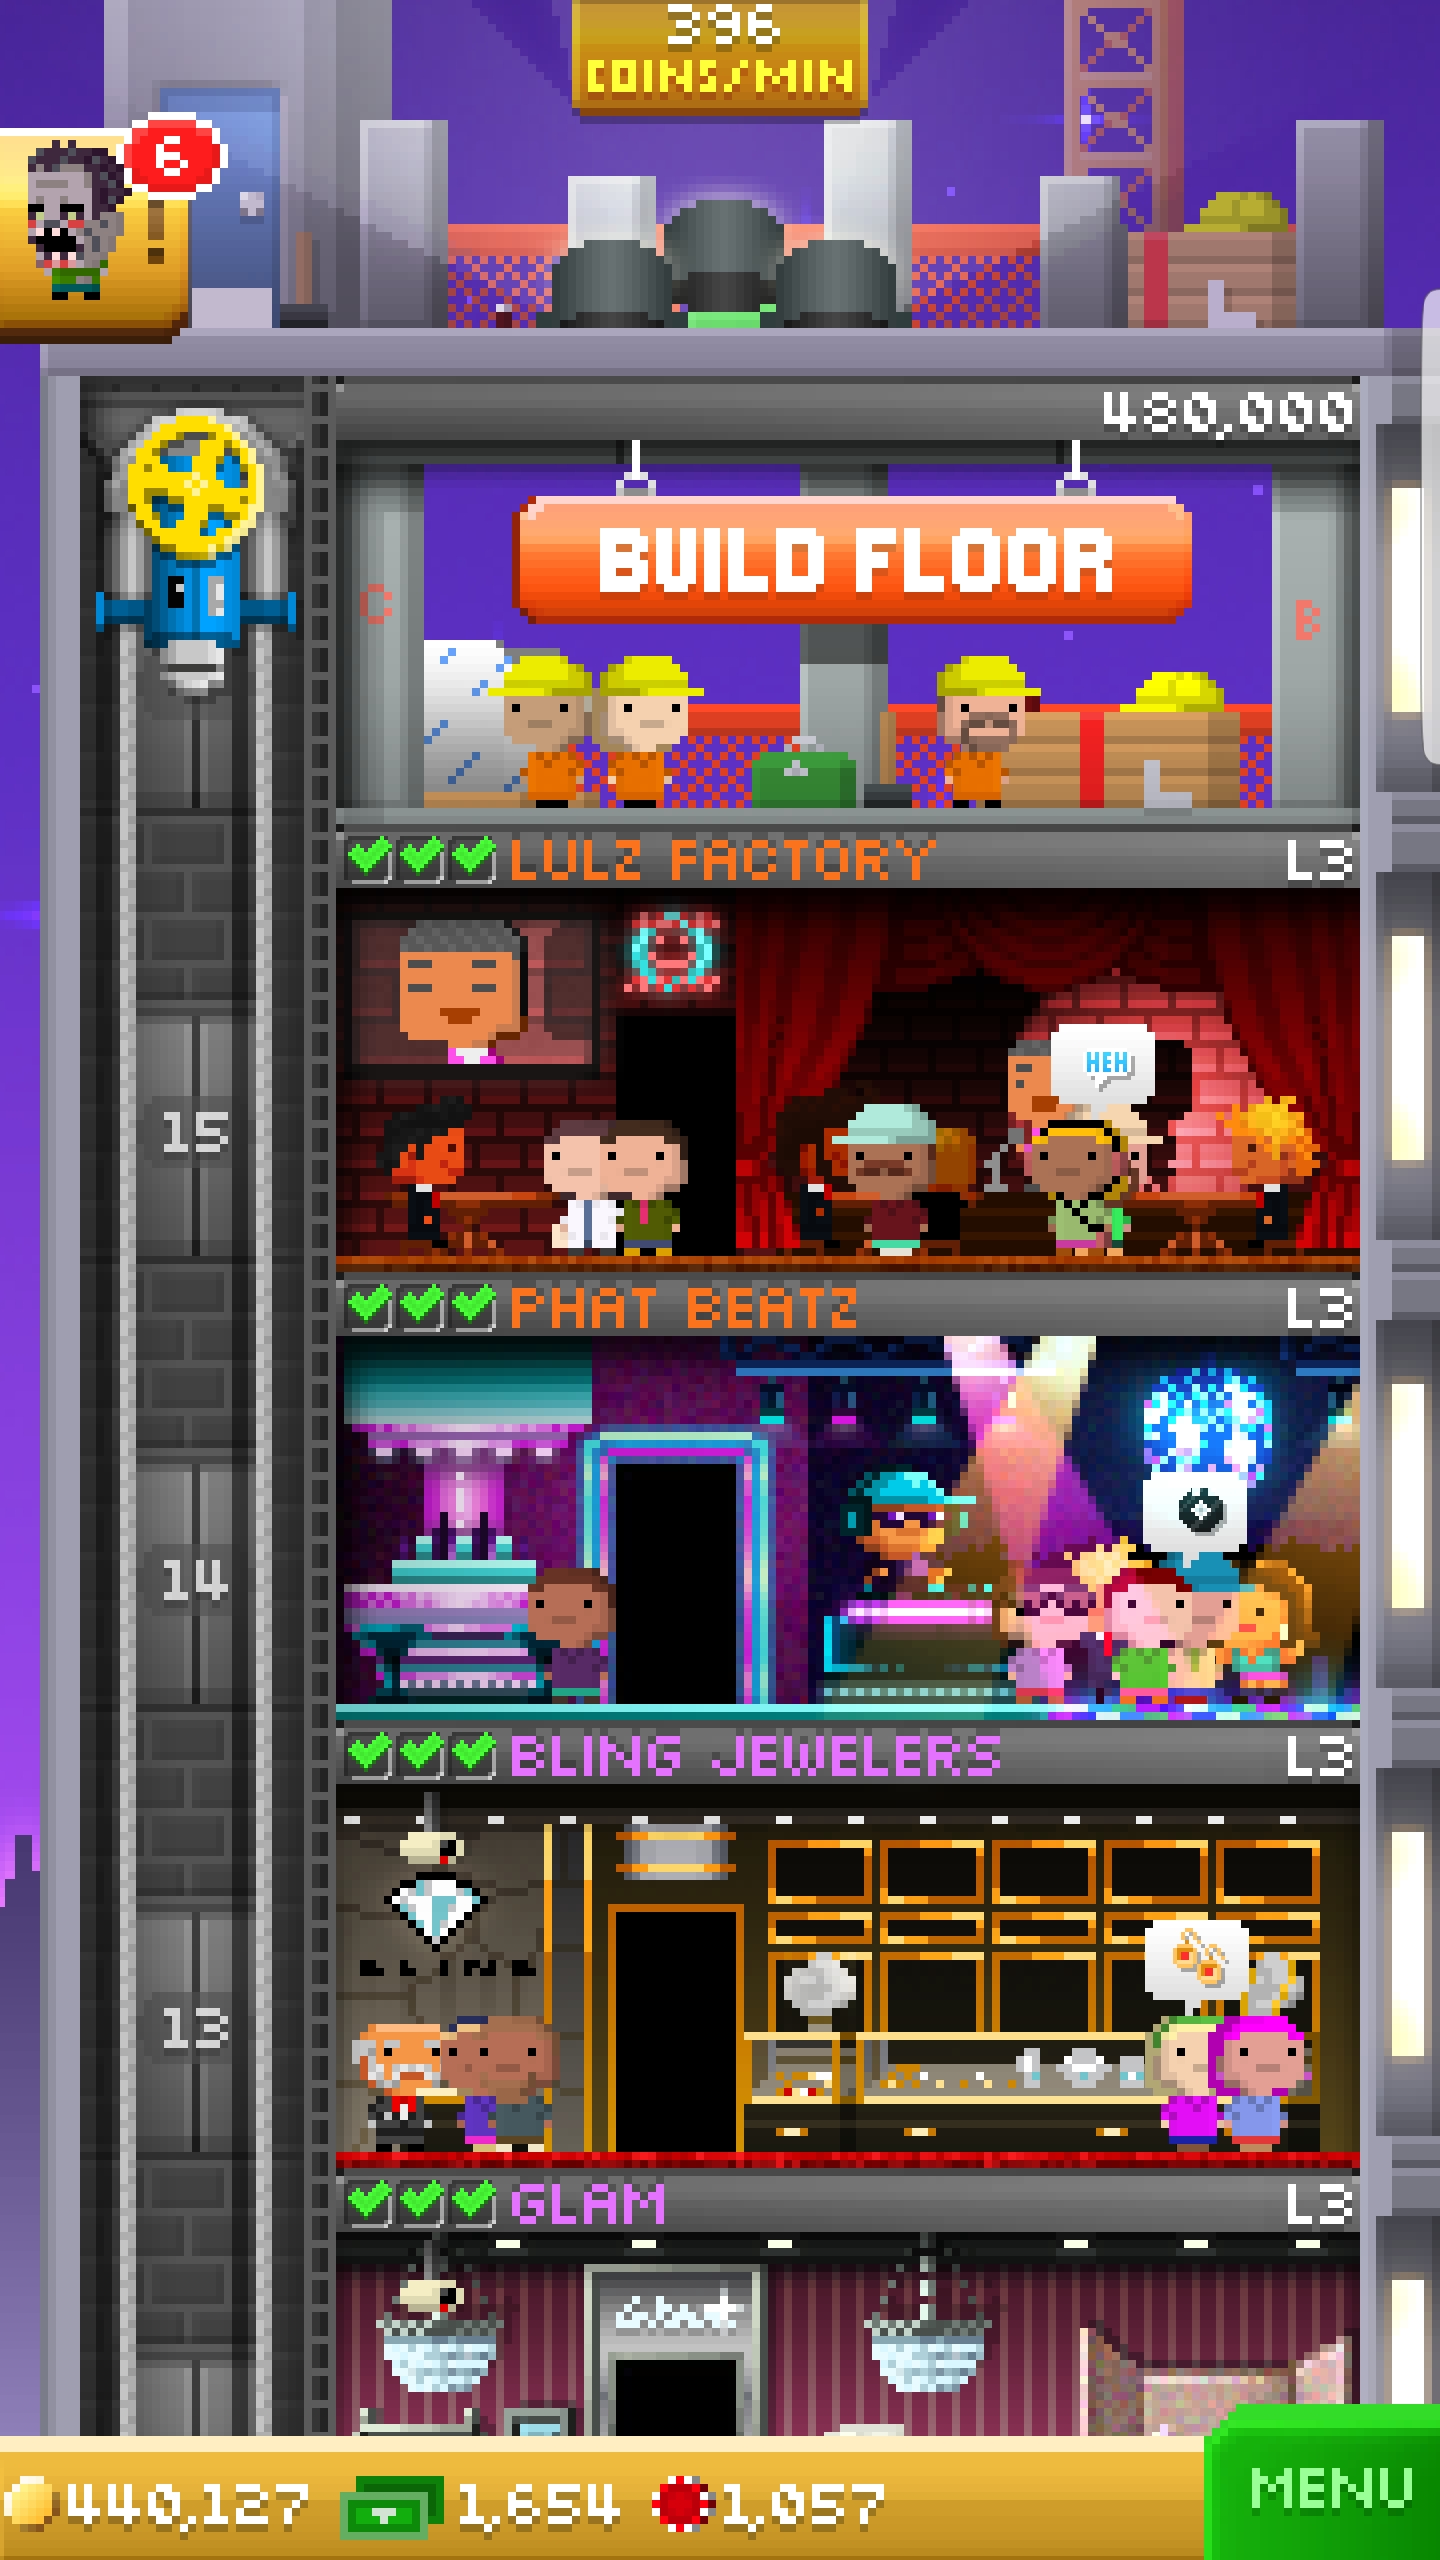 396
COINS/MIN
6
!
480,000
BUILD FLOOR
C
B
LULZ FACTORY L3
HEH
15
PHAT BEATZ L3
14
BLING JEWELERS L3
BLING
13
GLAM L3
Glam
440,127 1,654 1,057
MENU